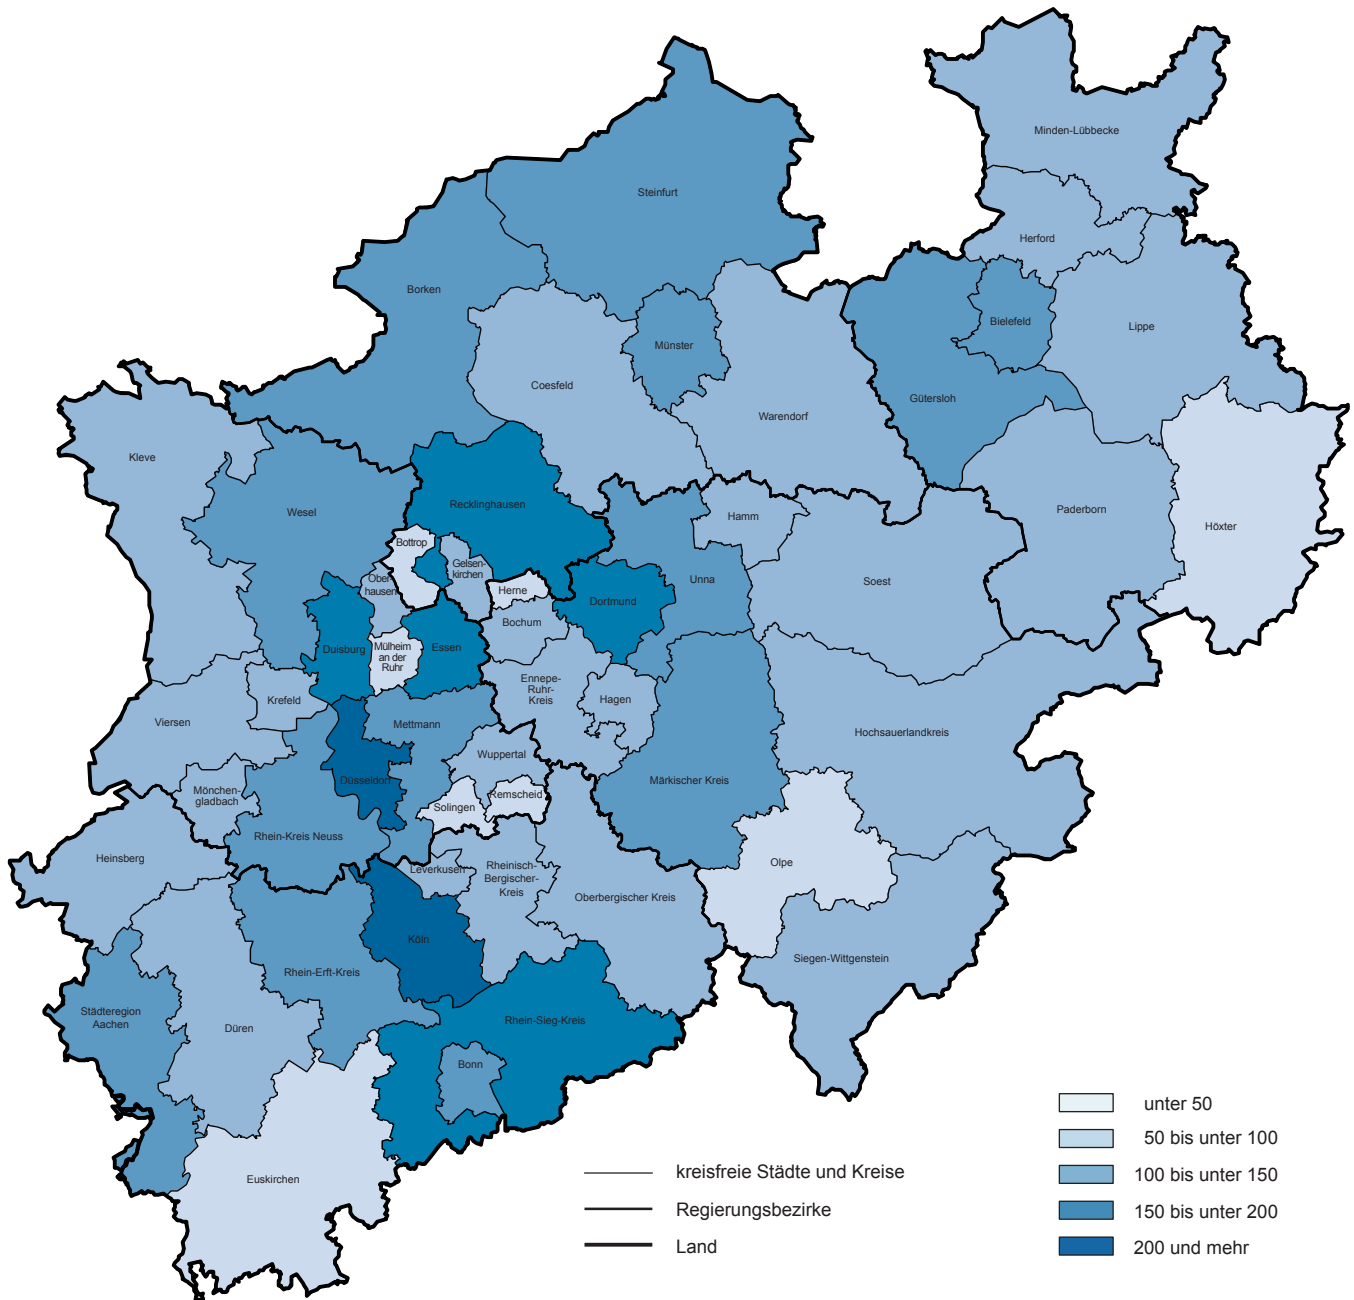 Minden-Lübbecke
Steinfurt
Herford
Borken
Bielefeld
Lippe
Münster
Coesfeld
Gütersloh
Warendorf
Kleve
Recklinghausen
Wesel
Hamm
Paderborn
Höxter
Bottrop
Gelsen-
kirchen
Ober-
hausen
Herne
Unna
Soest
Dortmund
Bochum
Duisburg
Mülheim
an der
Ruhr
Essen
Ennepe-
Ruhr-
Kreis
Hagen
Krefeld
Viersen
Mettmann
Hochsauerlandkreis
Wuppertal
Düsseldorf
Märkischer Kreis
Mönchen-
gladbach
Solingen
Remscheid
Rhein-Kreis Neuss
Heinsberg
Leverkusen
Rheinisch-
Bergischer-
Kreis
Olpe
Oberbergischer Kreis
Köln
Siegen-Wittgenstein
Rhein-Erft-Kreis
Städteregion
Aachen
Düren
Rhein-Sieg-Kreis
Bonn
Euskirchen
kreisfreie Städte und Kreise
Regierungsbezirke
Land
unter 50
50 bis unter 100
100 bis unter 150
150 bis unter 200
200 und mehr